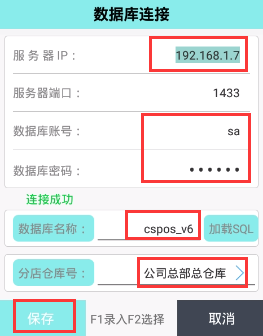 数据库连接
服 务 器 IP： 192.168.1.7
服务器端口： 1433
数据库账号： sa
数据库密码： ••••••
连接成功
数据库名称： cspos_v6 加载SQL
分店仓库号： 公司总部总仓库
保存 F1录入F2选择 取消